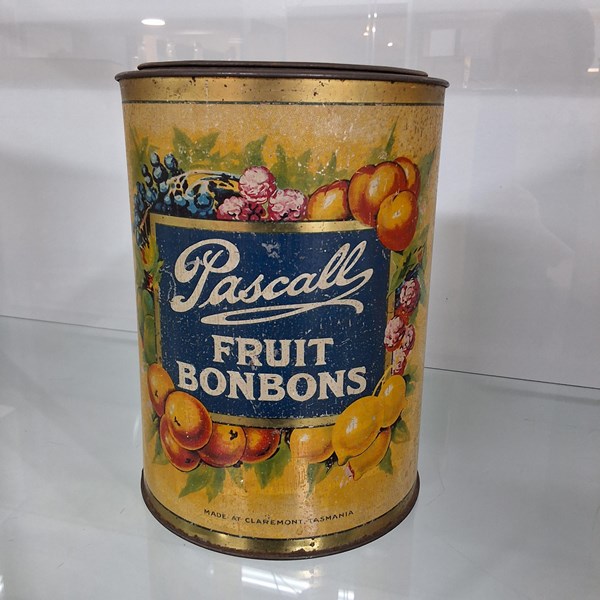 Pascall
FRUIT
BONBONS
MADE AT CLAREMONT, TASMANIA